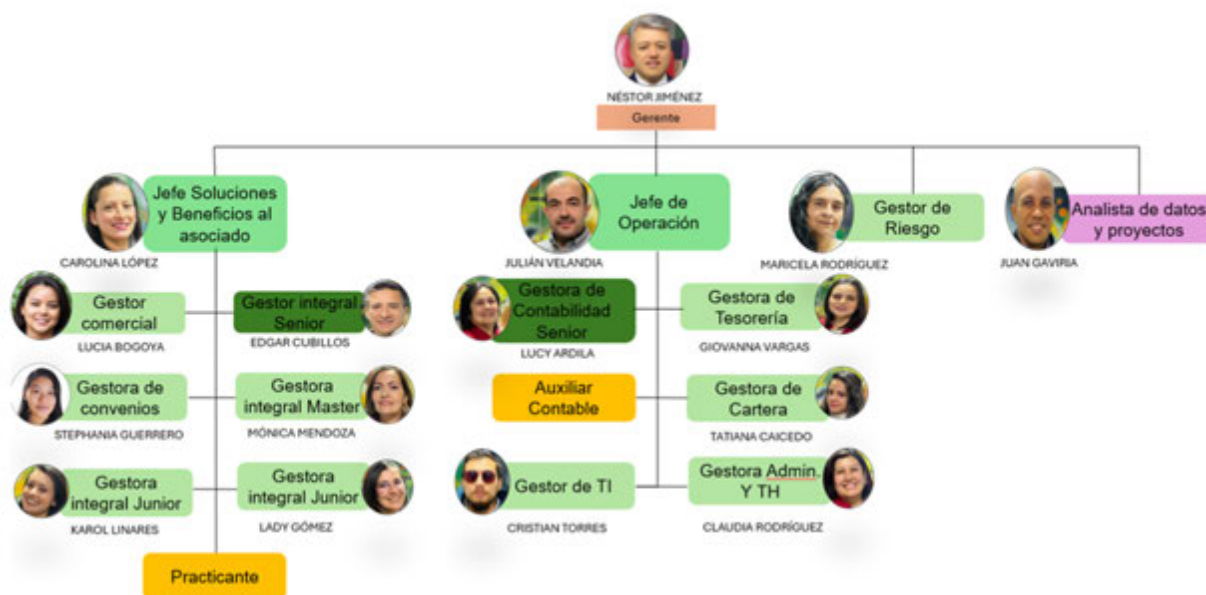 NÉSTOR JIMÉNEZ
Gerente
Jefe Soluciones
y Beneficios al
asociado
CAROLINA LÓPEZ
Jefe de
Operación
JULIÁN VELANDIA
Gestor de
Riesgo
MARICELA RODRÍGUEZ
Analista de datos
y proyectos
JUAN GAVIRIA
Gestor
comercial
LUCIA BOGOYA
Gestor integral
Senior
EDGAR CUBILLOS
Gestora de
convenios
STEPHANIA GUERRERO
Gestora
integral Master
MÓNICA MENDOZA
Gestora
integral Junior
KAROL LINARES
Gestora
integral Junior
LADY GÓMEZ
Practicante
Gestora de
Contabilidad
Senior
LUCY ARDILA
Gestora de
Tesorería
GIOVANNA VARGAS
Auxiliar
Contable
Gestora de
Cartera
TATIANA CAICEDO
Gestor de TI
CRISTIAN TORRES
Gestora Admin.
Y TH
CLAUDIA RODRÍGUEZ